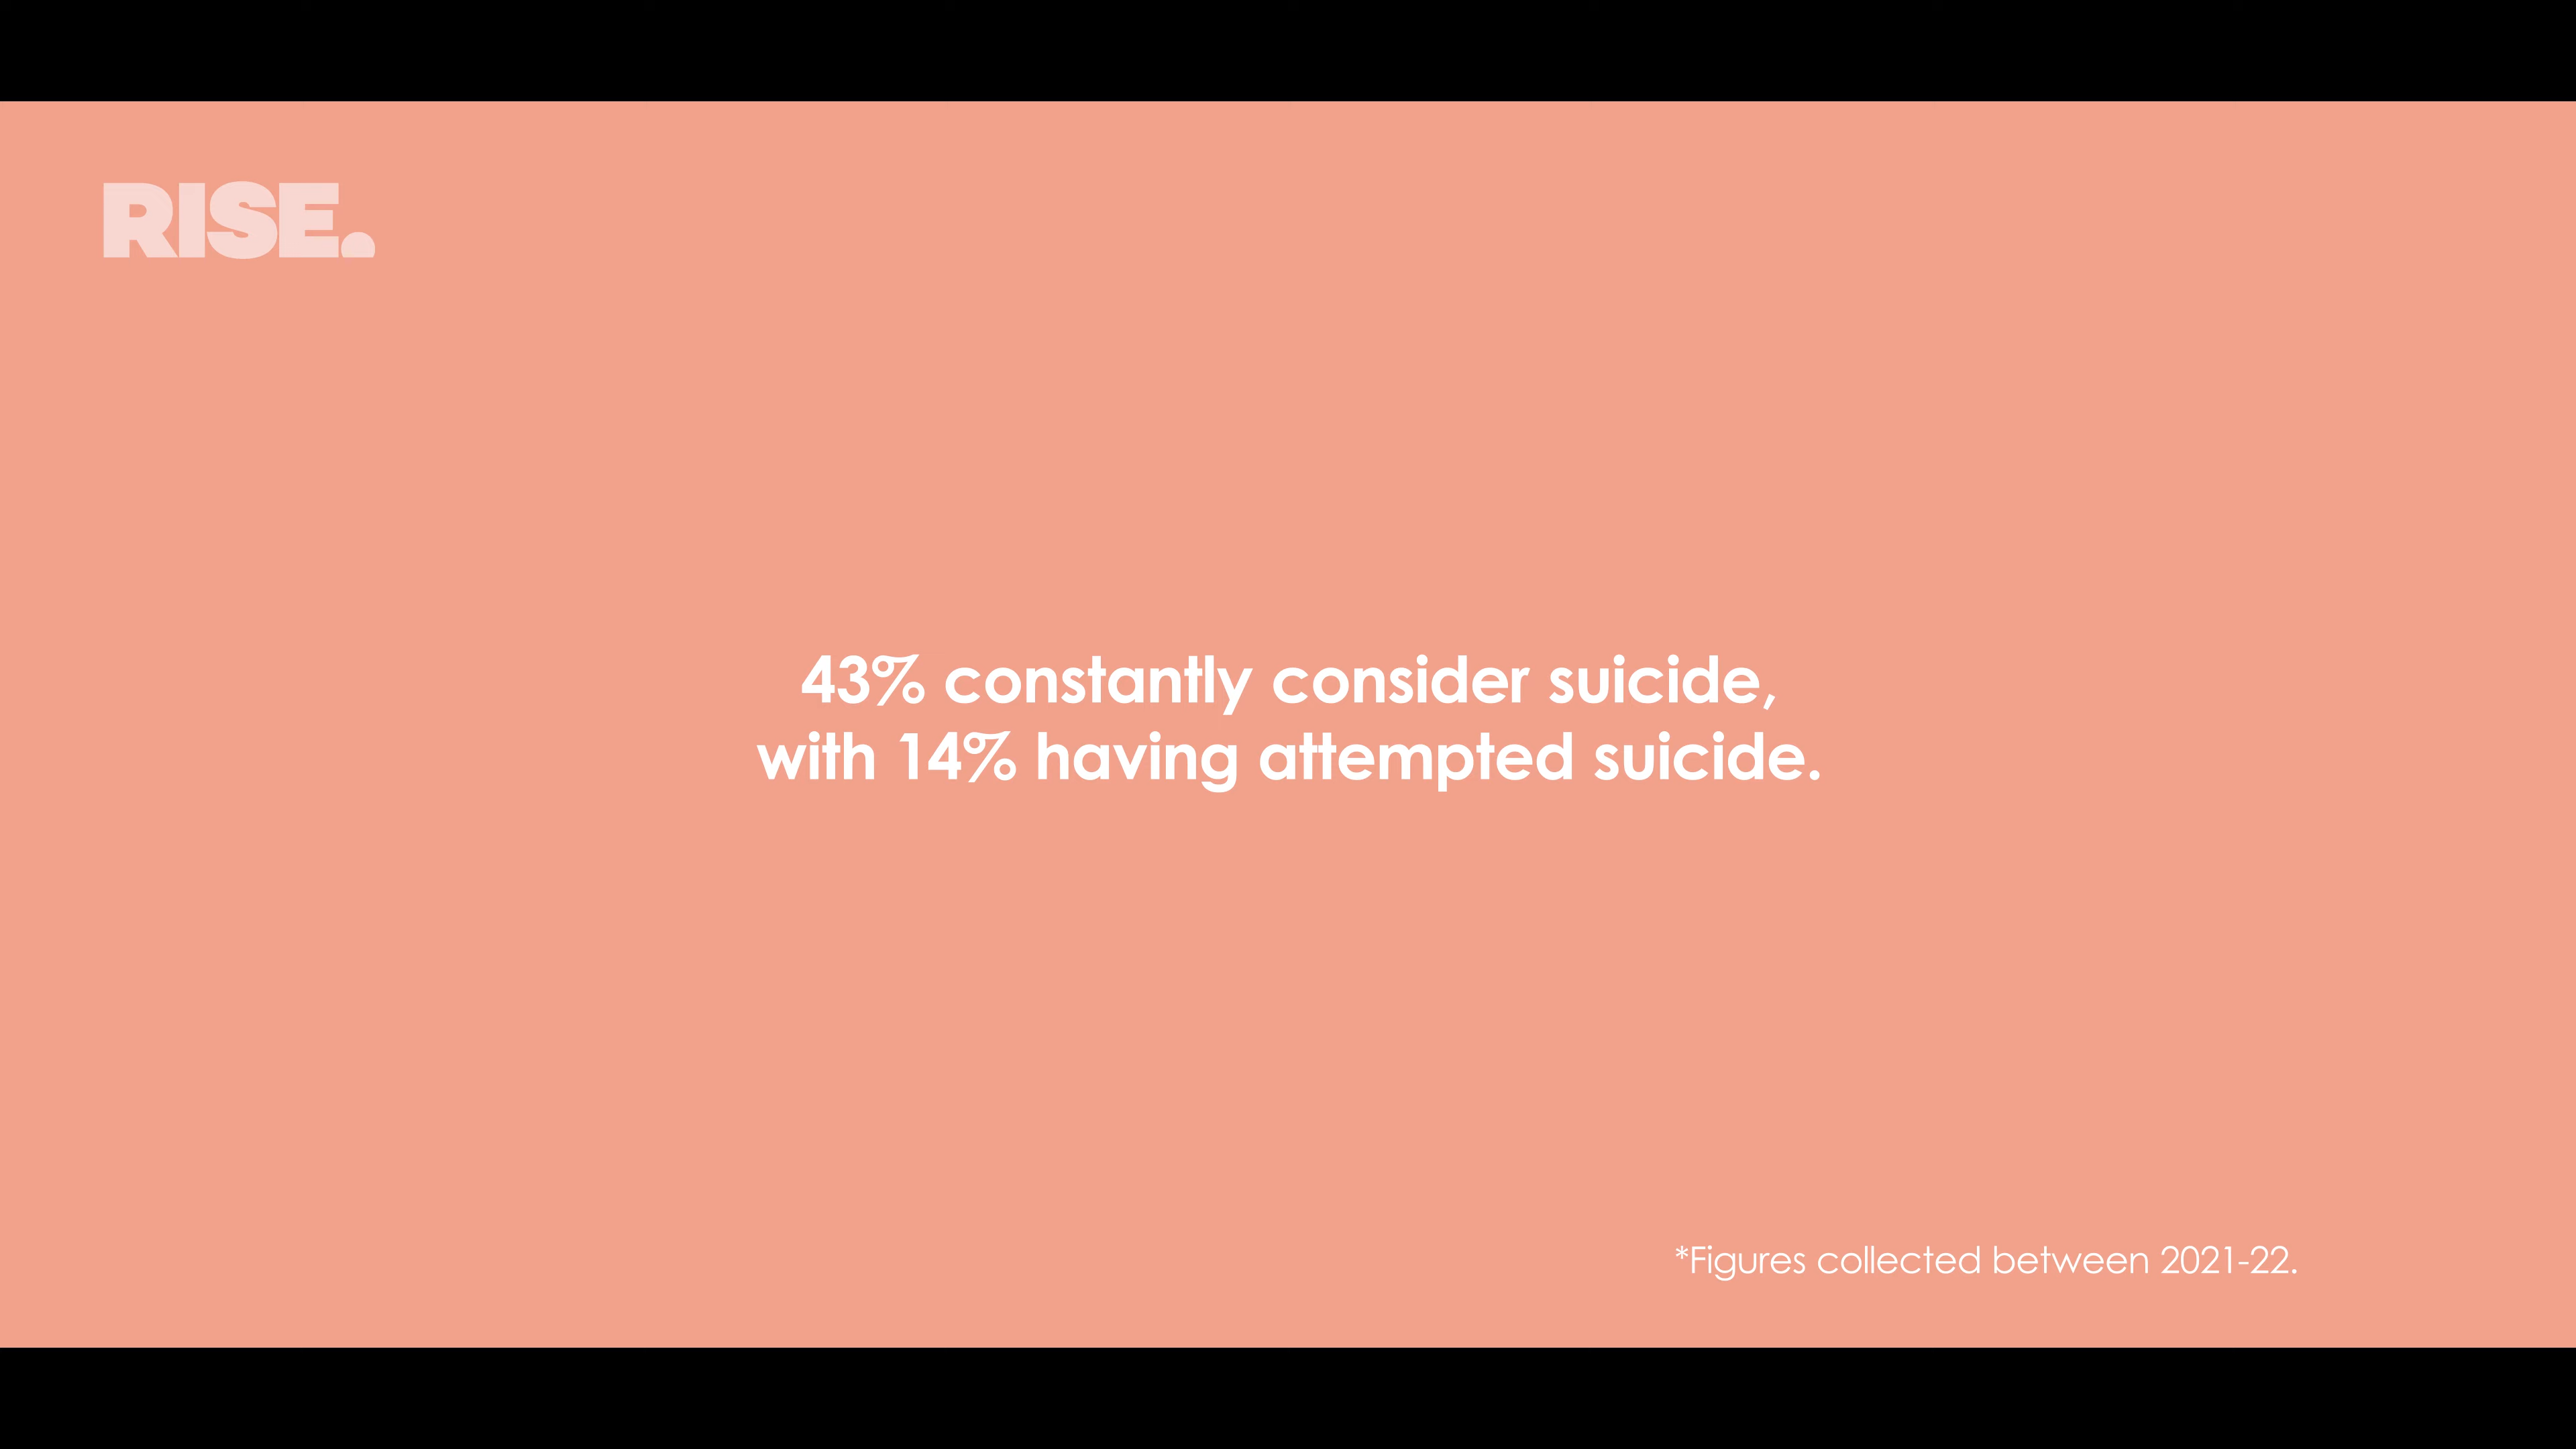 RISE.
43% constantly consider suicide,
with 14% having attempted suicide.
*Figures collected between 2021-22.